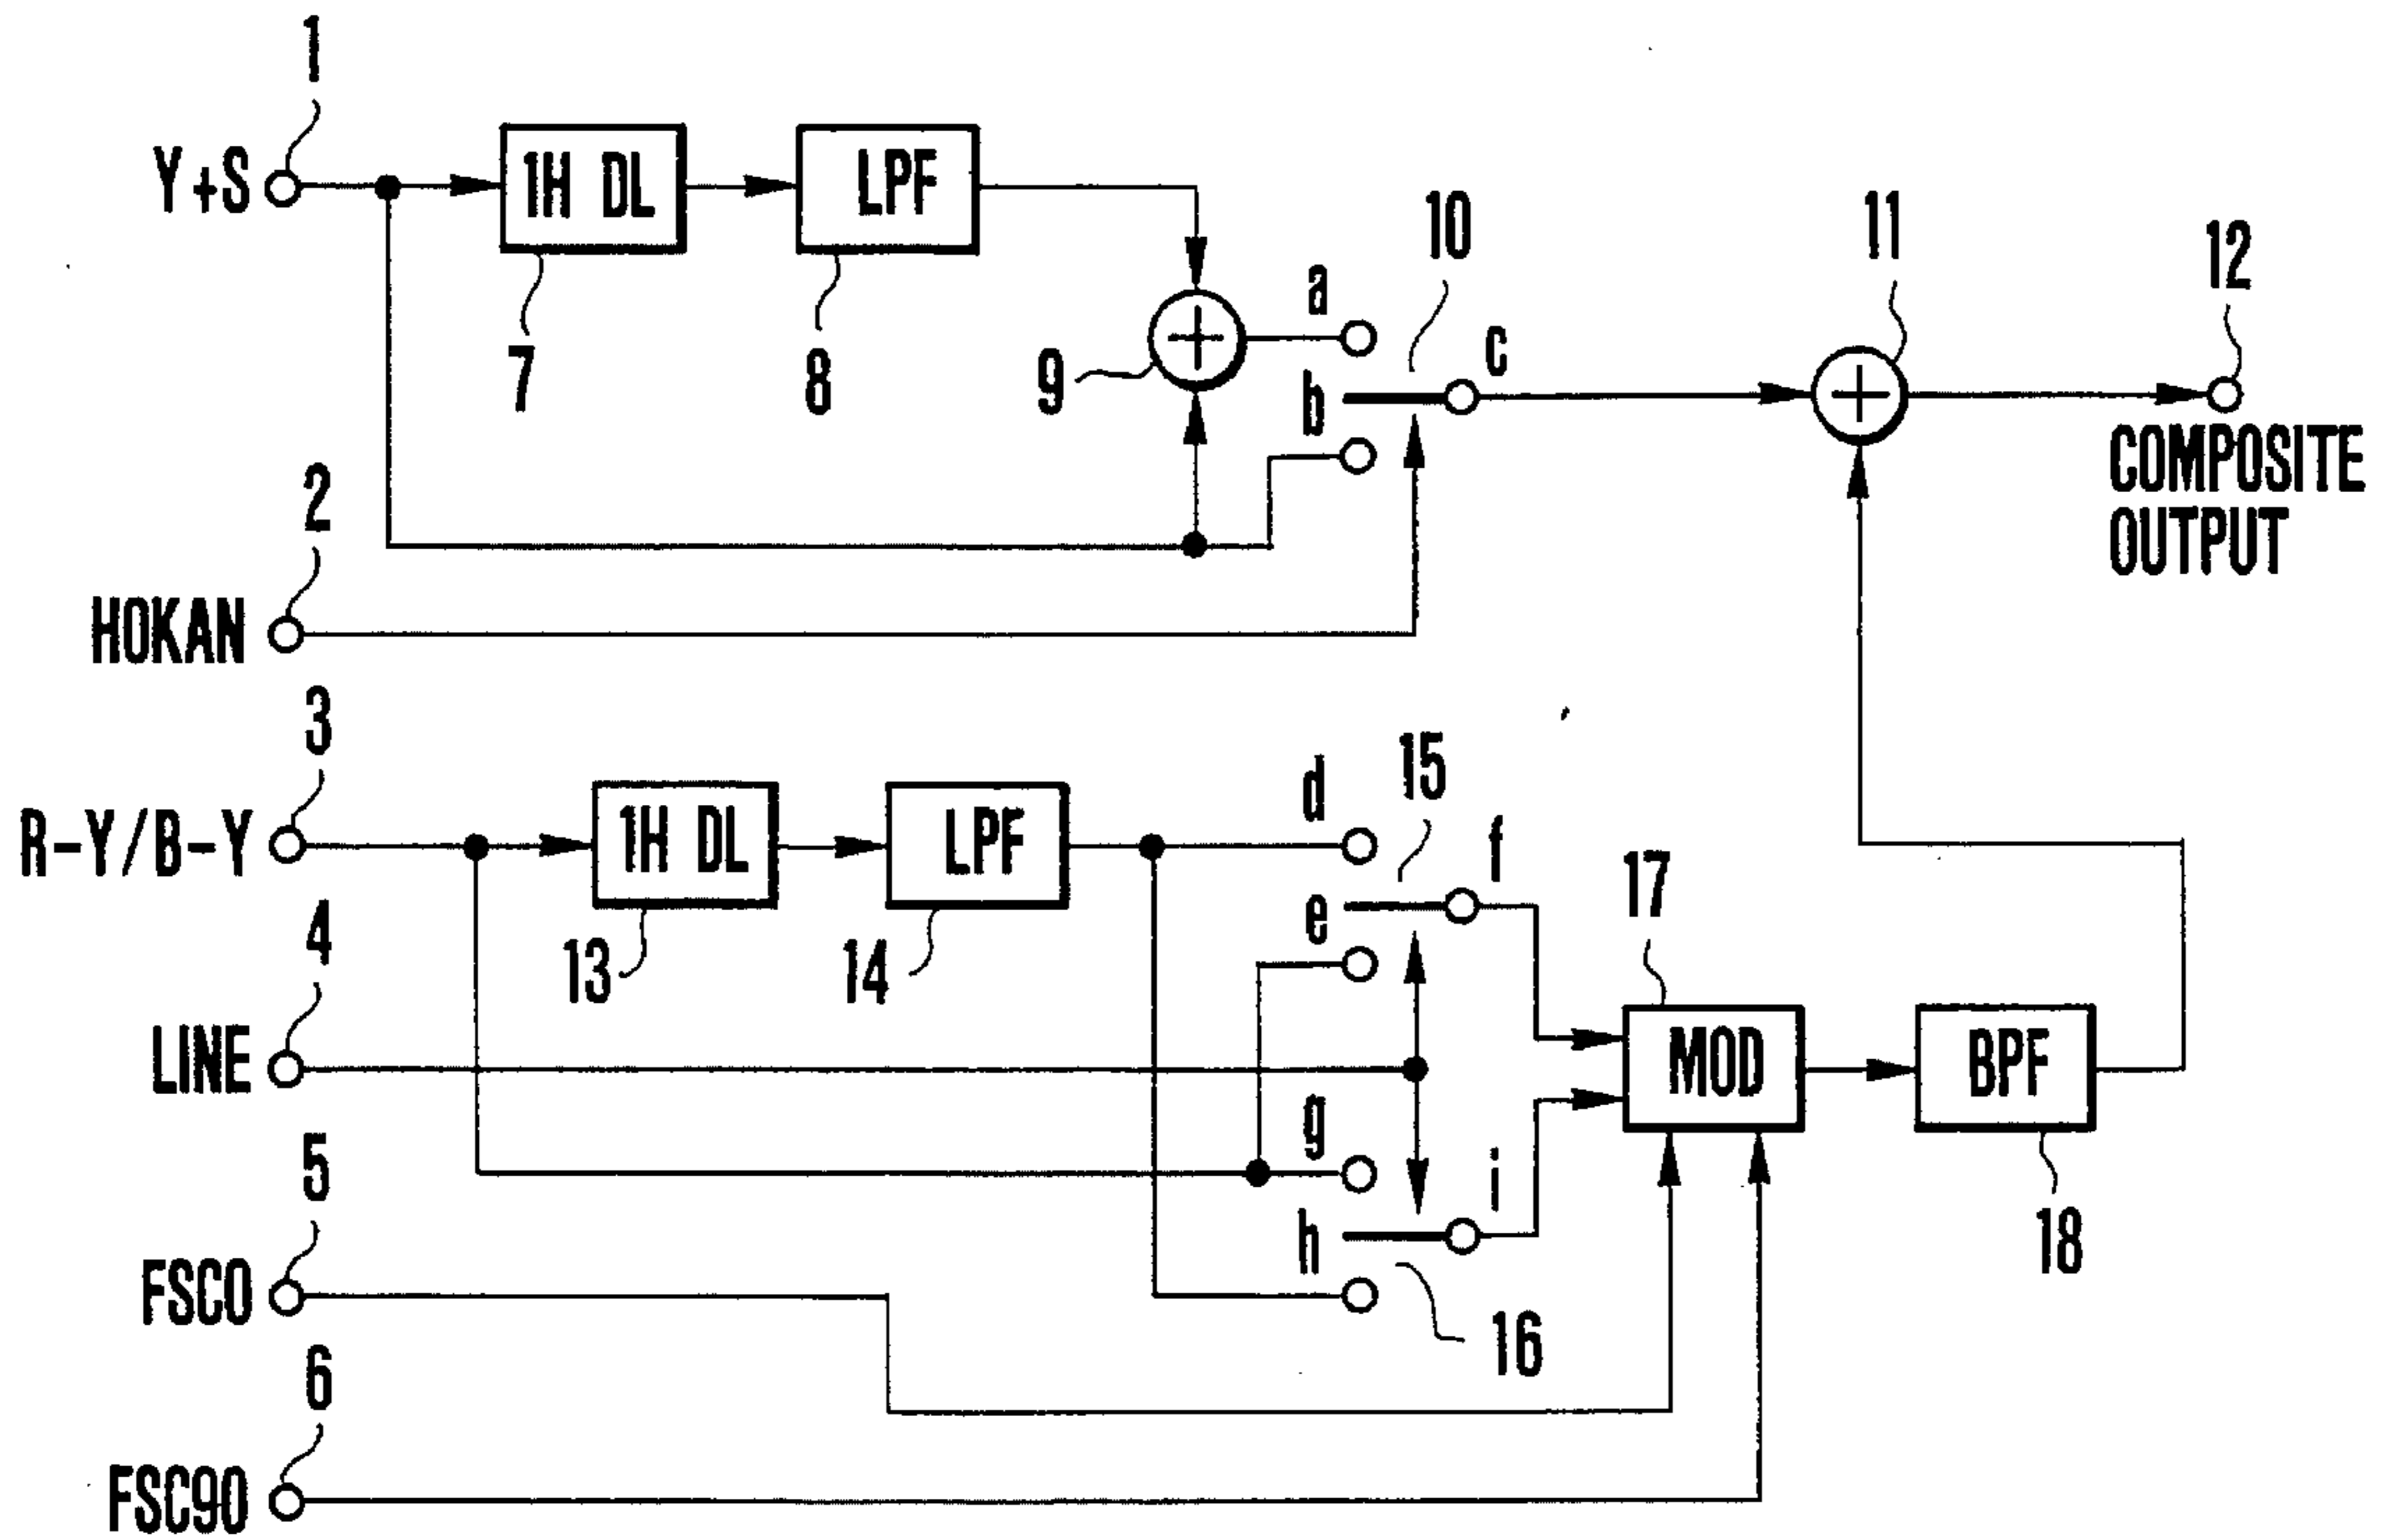 1
Y+S
1H DL
LPF
7
8
9
a
b
10
c
11
12
COMPOSITE
OUTPUT
2
HOKAN
3
R-Y/B-Y
1H DL
LPF
13
14
d
e
15
f
4
LINE
g
h
i
16
17
MOD
BPF
18
5
FSC0
6
FSC90